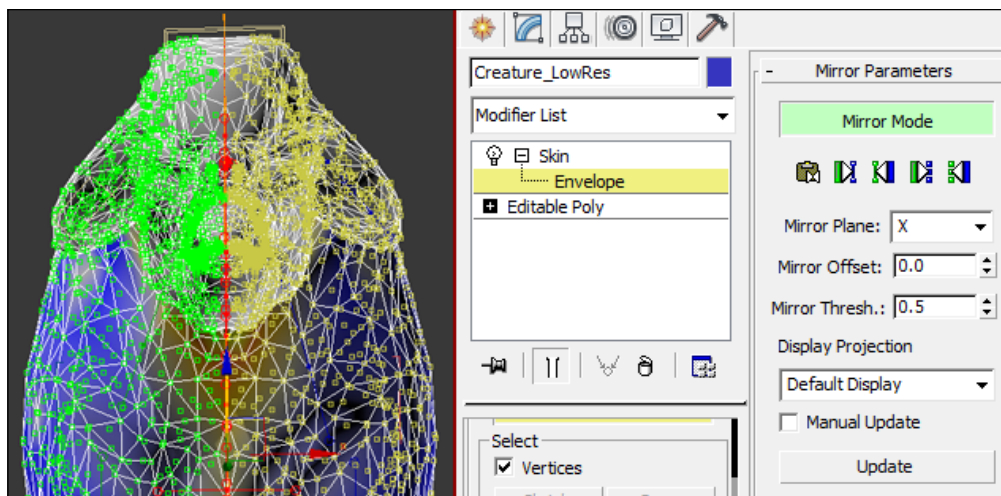 Creature_LowRes
Modifier List
Skin
Envelope
Editable Poly
Select
Vertices
- Mirror Parameters
Mirror Mode
Mirror Plane: X
Mirror Offset: 0.0
Mirror Thresh.: 0.5
Display Projection
Default Display
Manual Update
Update